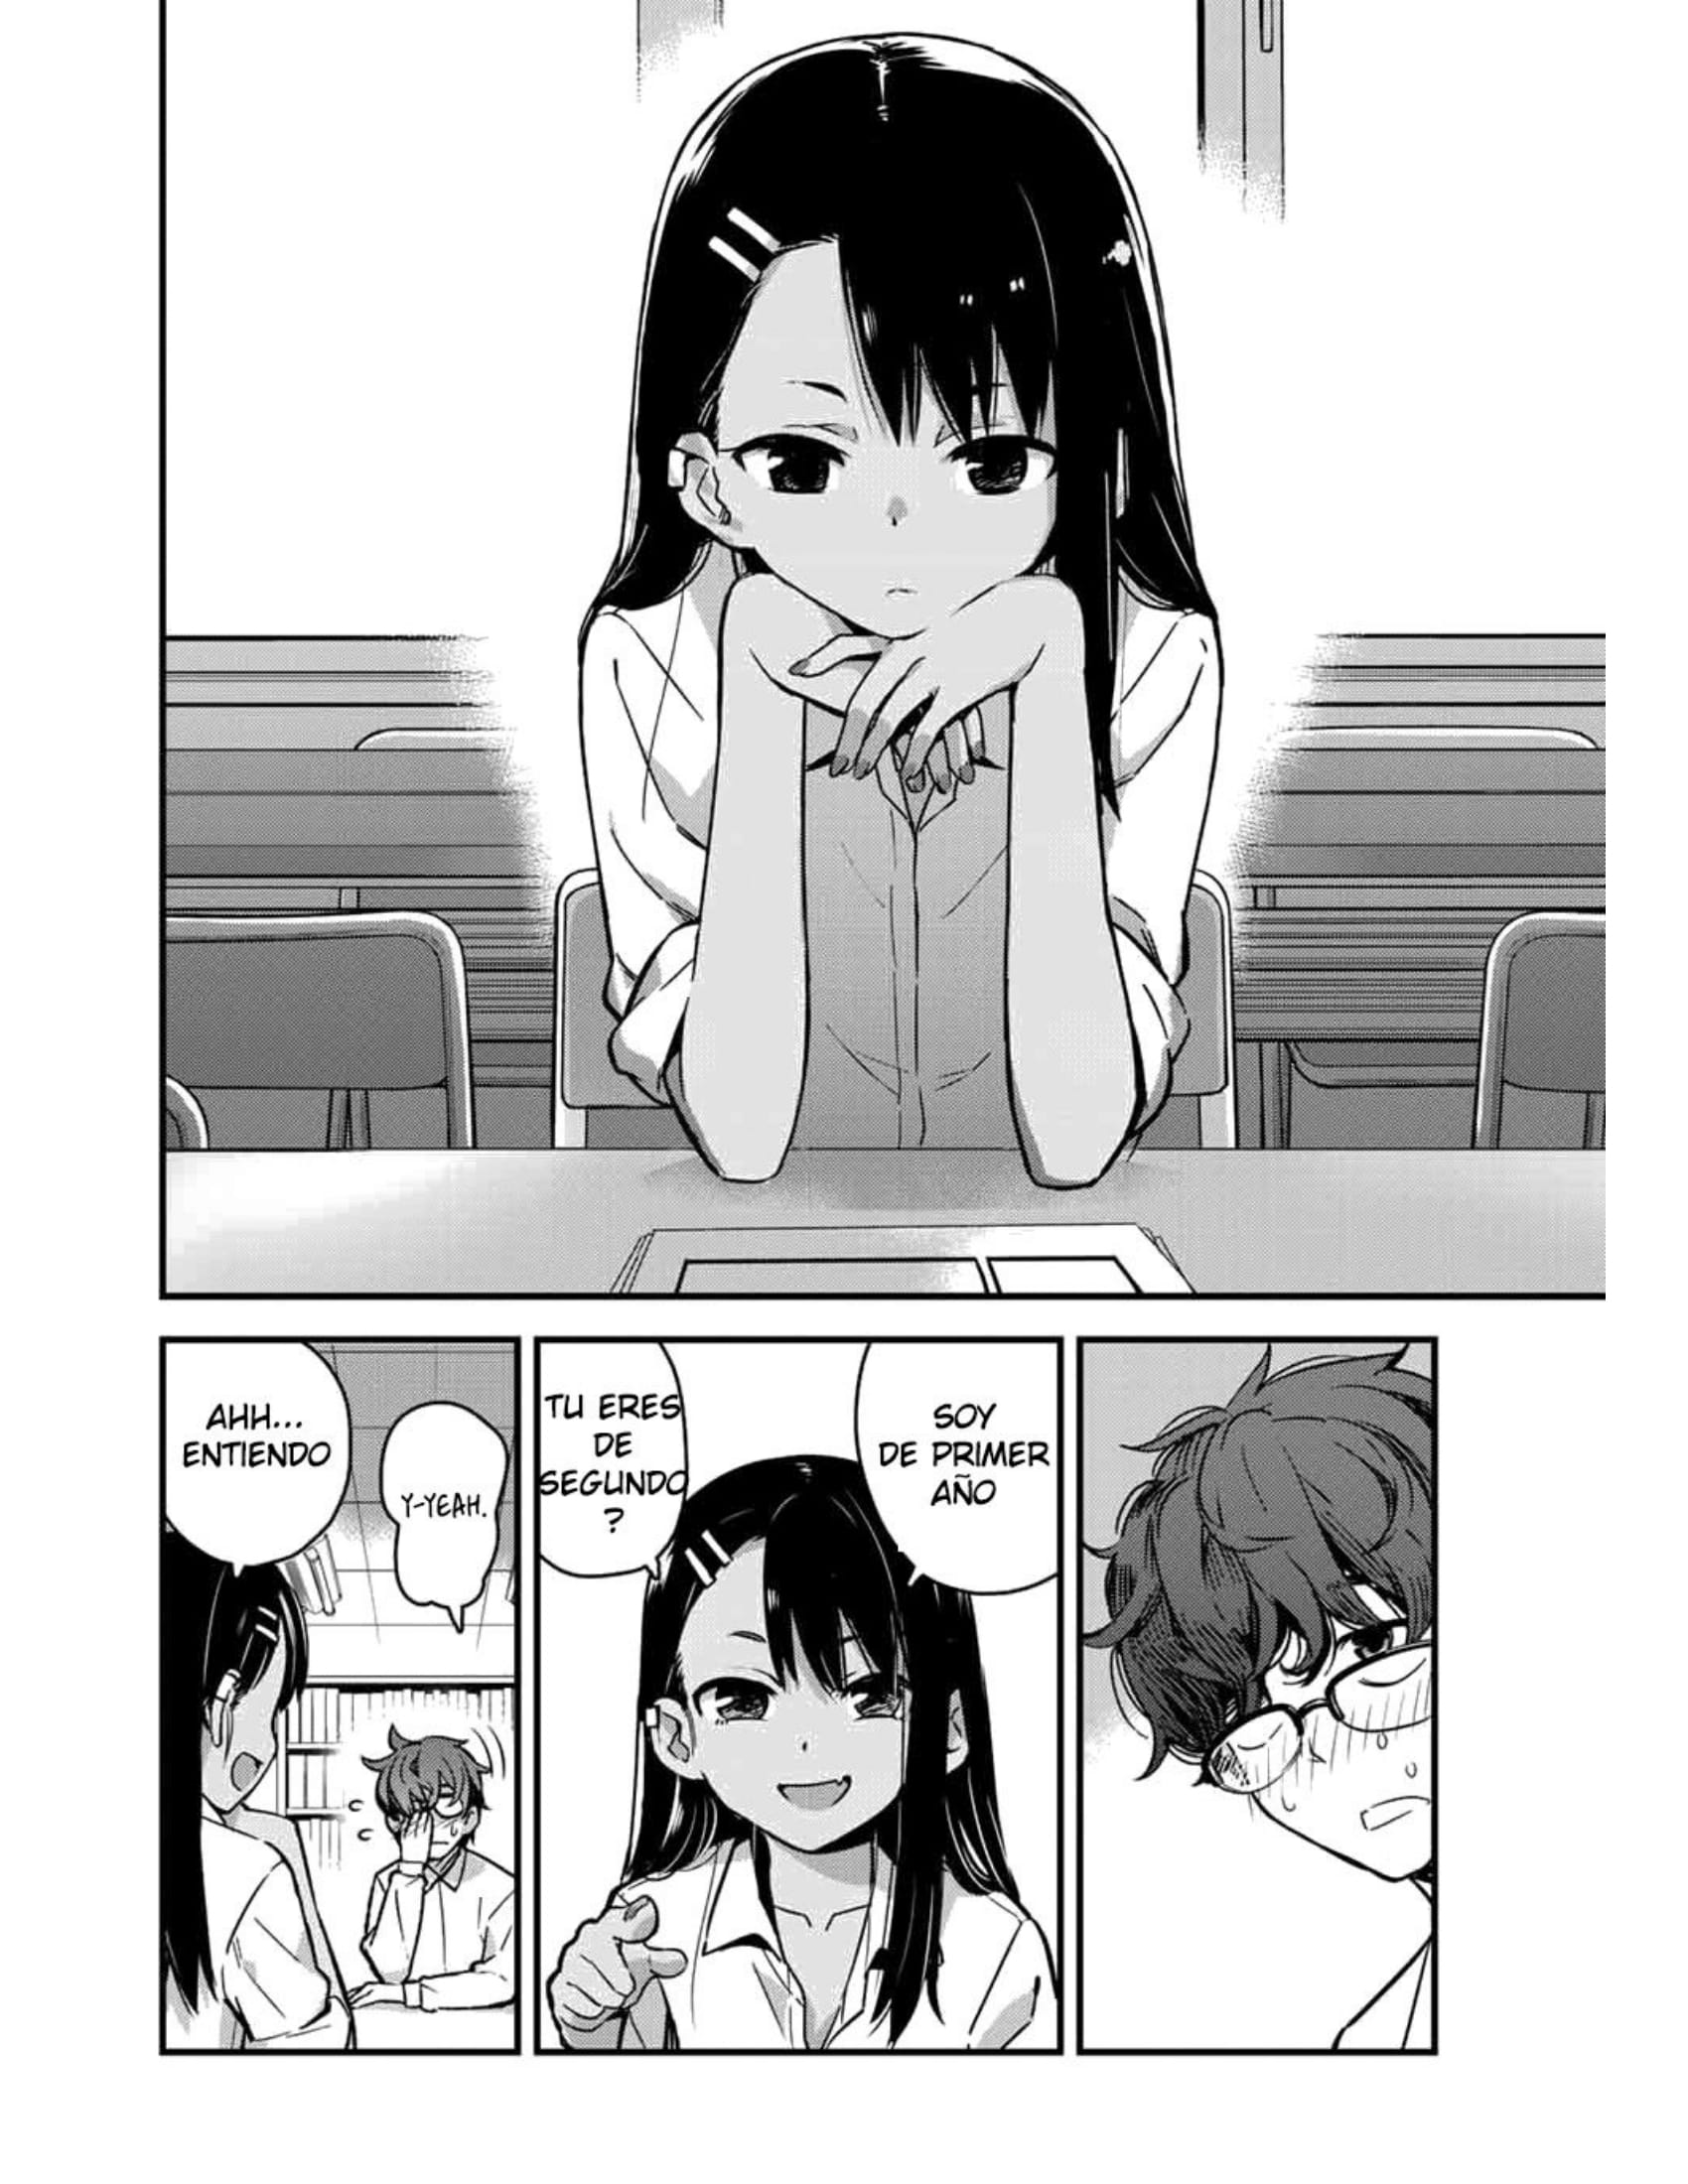 SOY
DE PRIMER
AÑO
TU ERES
DE
SEGUNDO
?
Y-YEAH.
AHH...
ENTIENDO